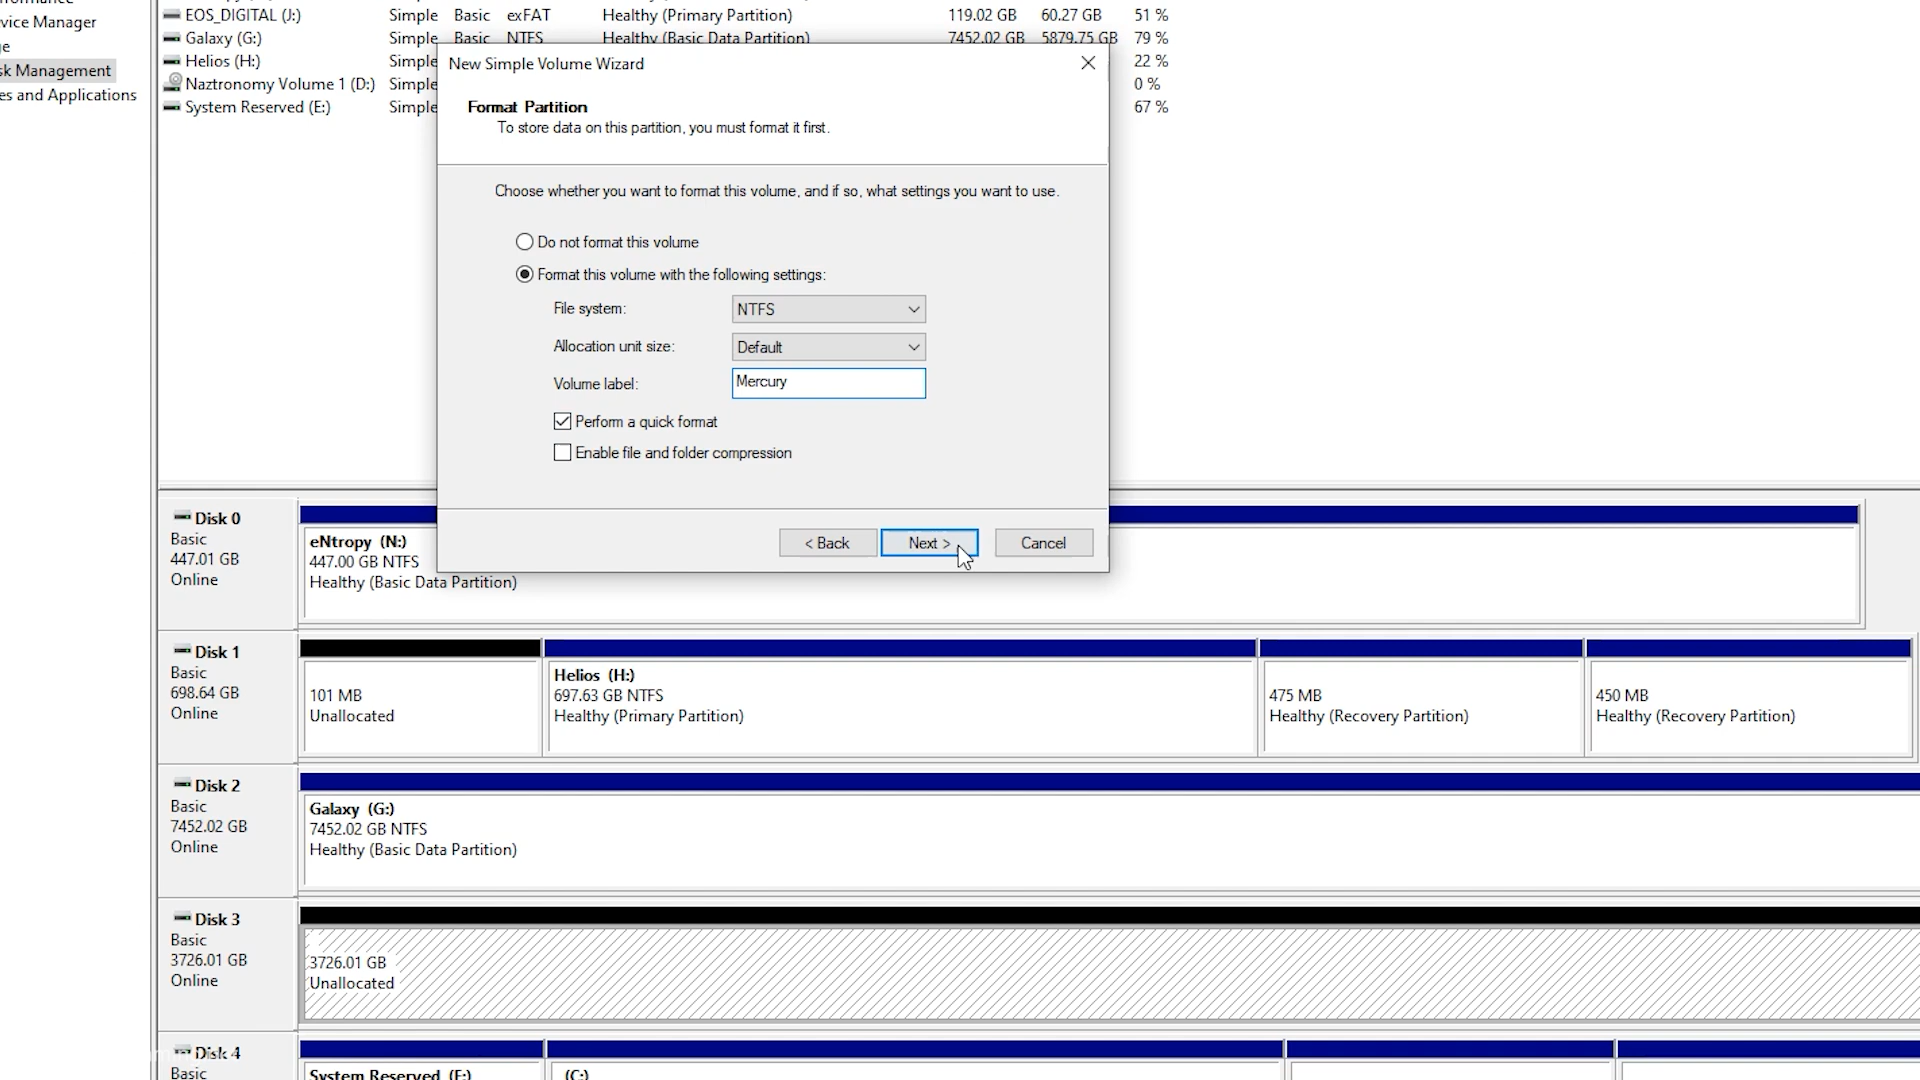 EOS_DIGITAL (J:) Simple Basic exFAT Healthy (Primary Partition) 119.02 GB 60.27 GB 51 %
vice Manager
Galaxy (G:) Simple Basic NTFS Healthy (Basic Data Partition) 7452.02 GB 5879.75 GB 79 %
ge
Helios (H:) Simple 22 %
sk Management
Naztronomy Volume 1 (D:) Simple 0 %
es and Applications
System Reserved (E:) Simple 67 %
New Simple Volume Wizard
Format Partition
To store data on this partition, you must format it first.
Choose whether you want to format this volume, and if so, what settings you want to use.
Do not format this volume
Format this volume with the following settings:
File system: NTFS
Allocation unit size: Default
Volume label: Mercury
Perform a quick format
Enable file and folder compression
< Back Next > Cancel
Disk 0
Basic
447.01 GB
Online
eNtropy (N:)
447.00 GB NTFS
Healthy (Basic Data Partition)
Disk 1
Basic
698.64 GB
Online
101 MB
Unallocated
Helios (H:)
697.63 GB NTFS
Healthy (Primary Partition)
475 MB
Healthy (Recovery Partition)
450 MB
Healthy (Recovery Partition)
Disk 2
Basic
7452.02 GB
Online
Galaxy (G:)
7452.02 GB NTFS
Healthy (Basic Data Partition)
Disk 3
Basic
3726.01 GB
Online
3726.01 GB
Unallocated
Disk 4
Basic
System Reserved (E:)
(C:)